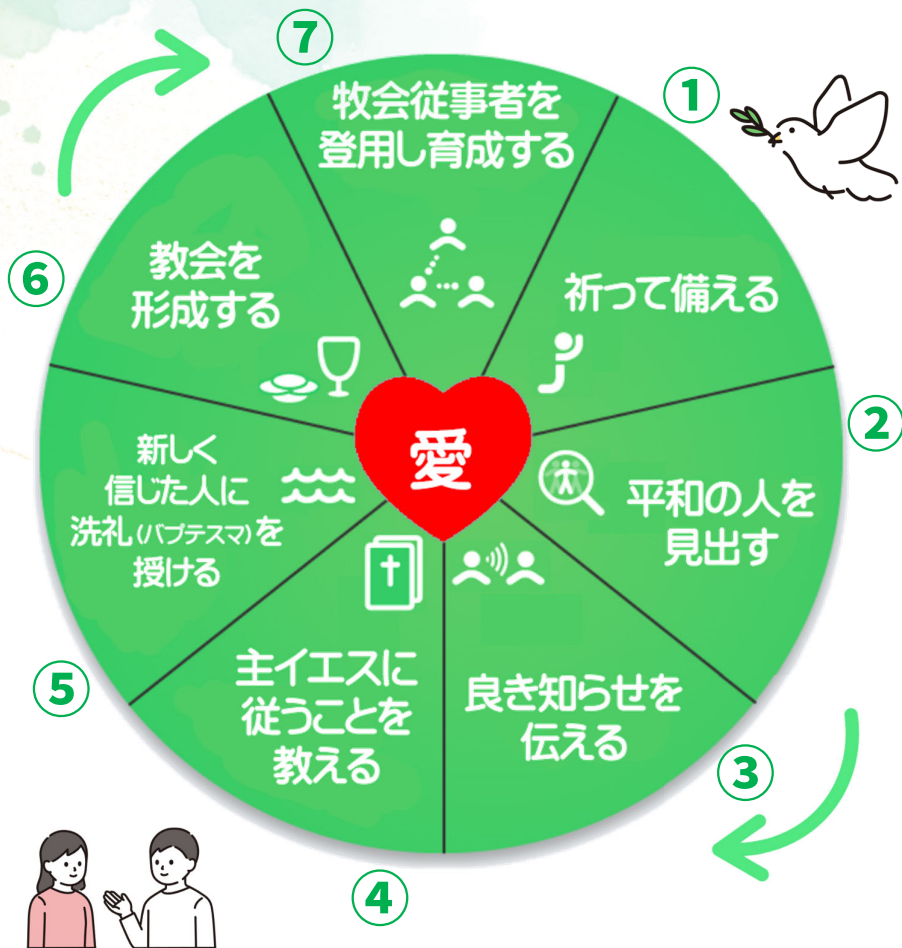 ⑦
牧会従事者を
登用し育成する
①
祈って備える
②
平和の人を
見出す
③
良き知らせを
伝える
④
主イエスに
従うことを
教える
⑤
新しく
信じた人に
洗礼(バプテスマ)を
授ける
⑥
教会を
形成する
愛